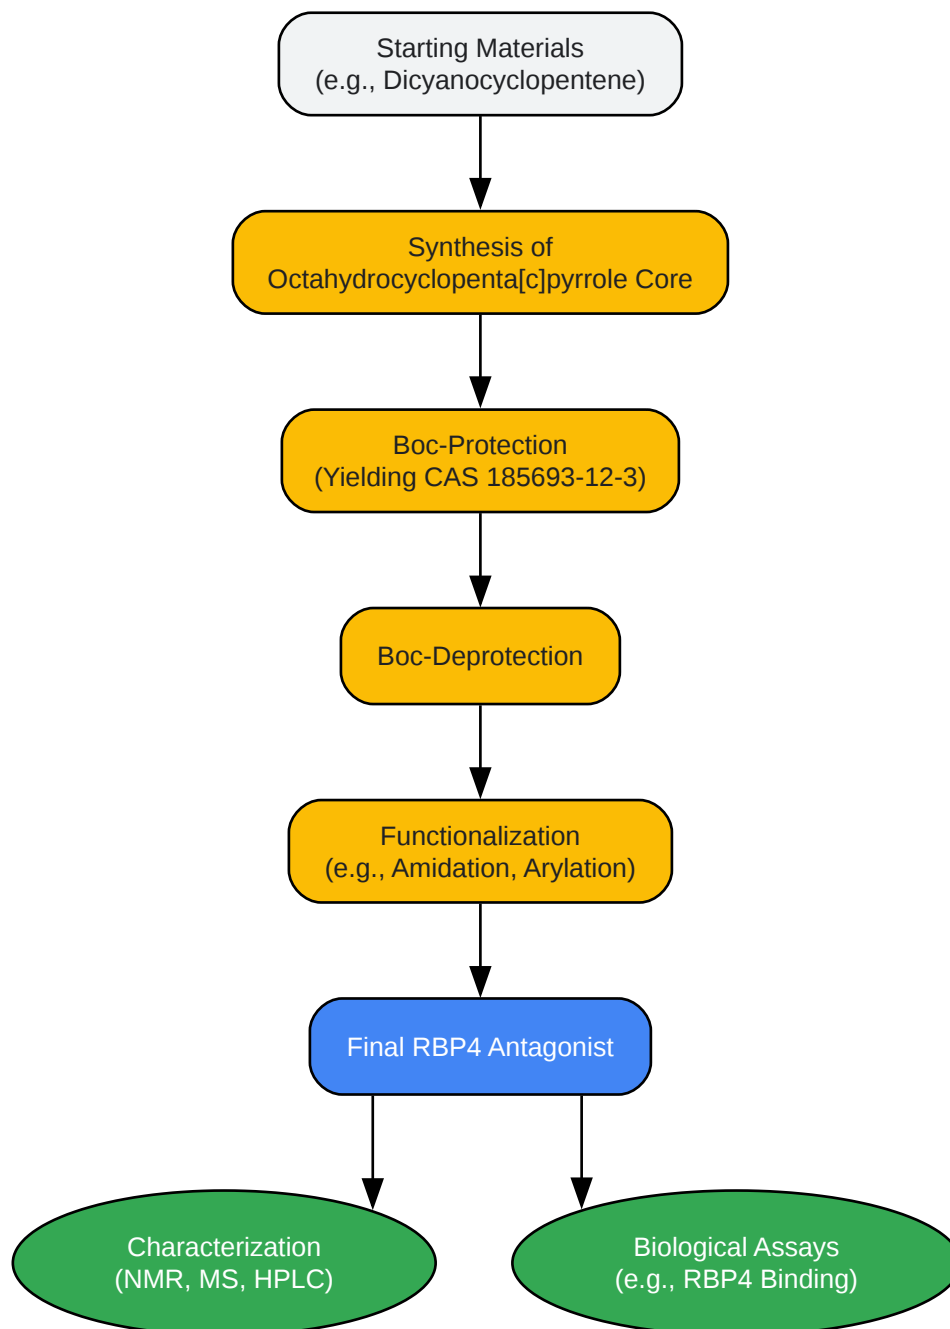 Starting Materials
(e.g., Dicyanocyclopentene)
Synthesis of
Octahydrocyclopenta[c]pyrrole Core
Boc-Protection
(Yielding CAS 185693-12-3)
Boc-Deprotection
Functionalization
(e.g., Amidation, Arylation)
Final RBP4 Antagonist
Characterization
(NMR, MS, HPLC)
Biological Assays
(e.g., RBP4 Binding)